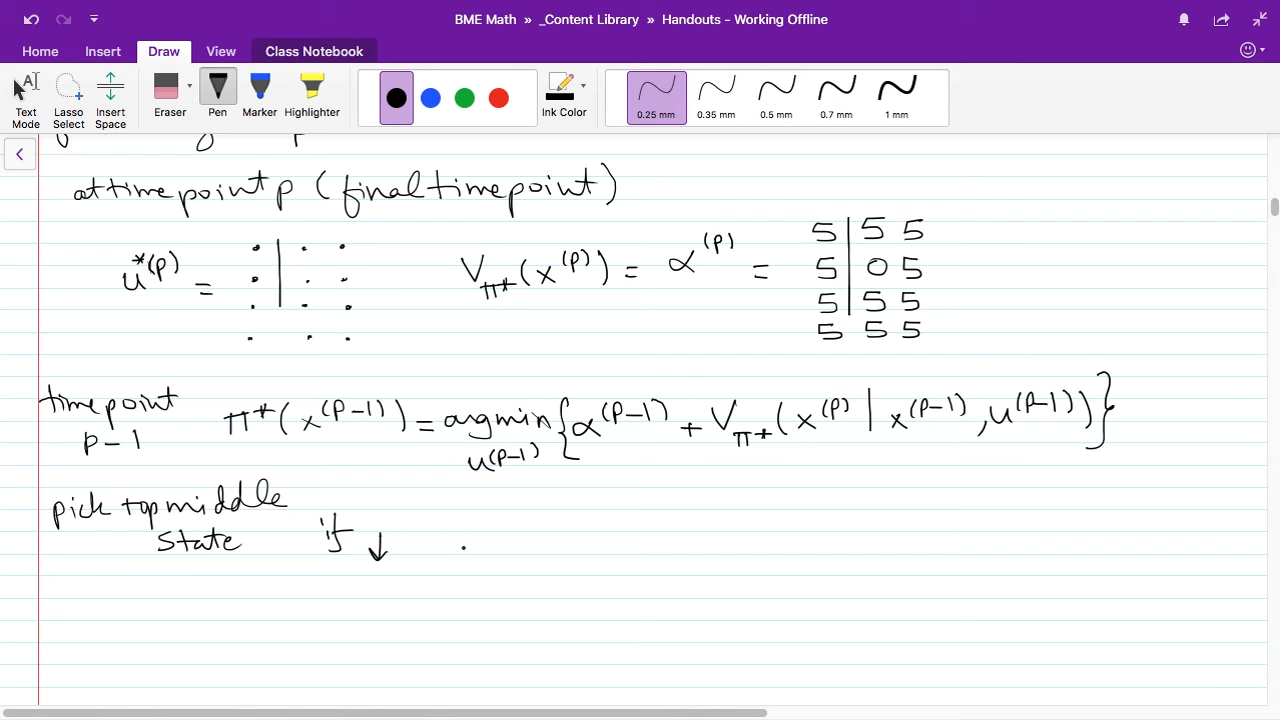 BME Math » _Content Library » Handouts - Working Offline
Home Insert Draw View Class Notebook
Text Mode Lasso Select Insert Space Eraser Pen Marker Highlighter Ink Color 0.25 mm 0.35 mm 0.5 mm 0.7 mm 1 mm
at time point p (final time point)
u*(p) = V_π*(x^(p)) = α^(p) =
5 | 5 5
5 | 0 5
5 | 5 5
5 5 5
time point p-1 π*(x^(p-1)) = argmin_u^(p-1) {α^(p-1) + V_π*(x^(p) | x^(p-1), u^(p-1))}
pick top middle
state if ↓ .